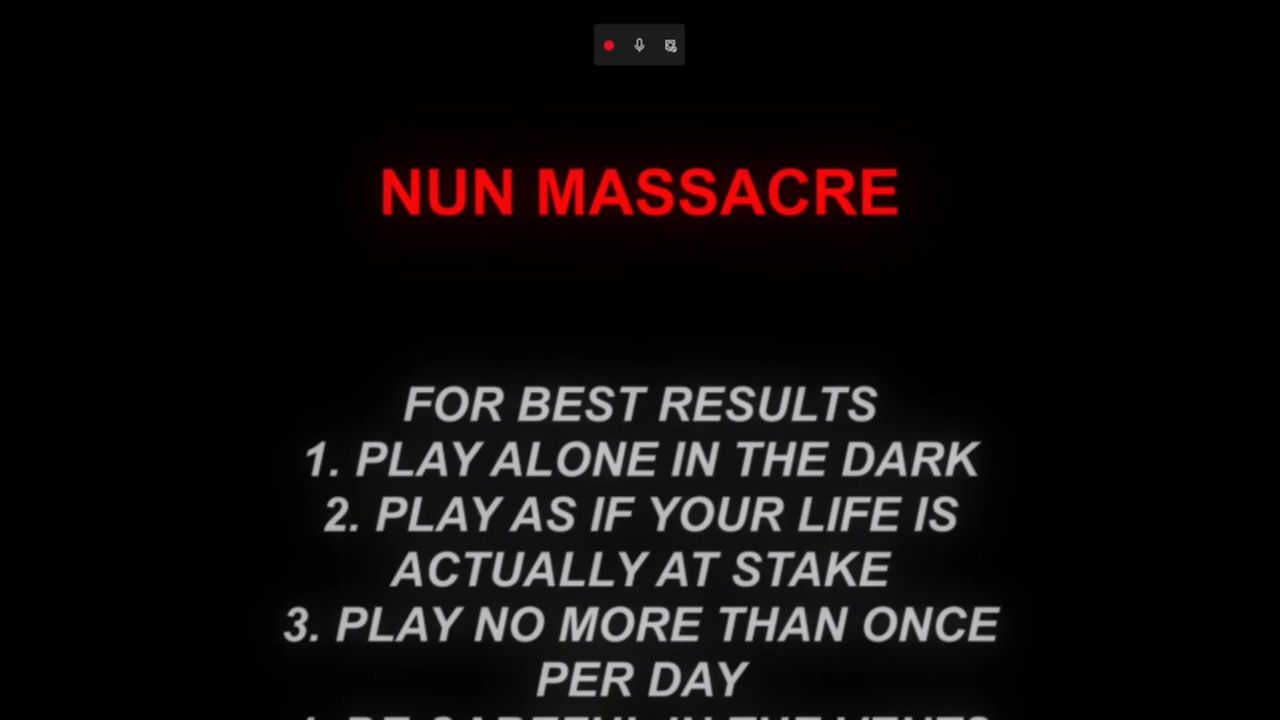 NUN MASSACRE
FOR BEST RESULTS
1. PLAY ALONE IN THE DARK
2. PLAY AS IF YOUR LIFE IS
ACTUALLY AT STAKE
3. PLAY NO MORE THAN ONCE
PER DAY